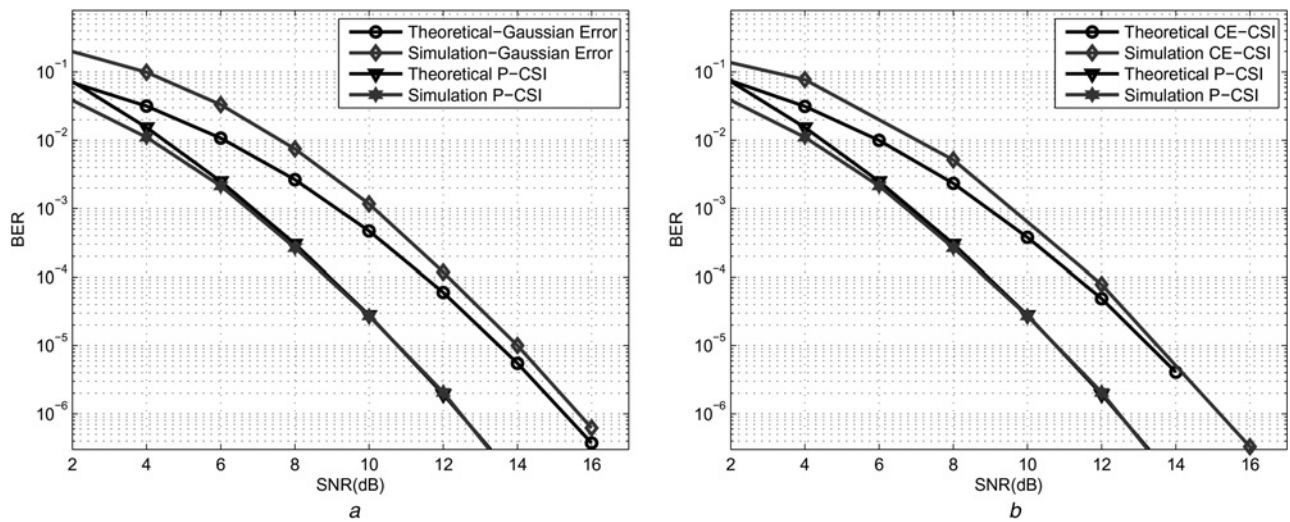 Theoretical−Gaussian Error
Simulation−Gaussian Error
Theoretical P−CSI
Simulation P−CSI
10−1
10−2
10−3
10−4
10−5
10−6
BER
2 4 6 8 10 12 14 16
SNR(dB)
a
Theoretical CE−CSI
Simulation CE−CSI
Theoretical P−CSI
Simulation P−CSI
10−1
10−2
10−3
10−4
10−5
10−6
BER
2 4 6 8 10 12 14 16
SNR(dB)
b